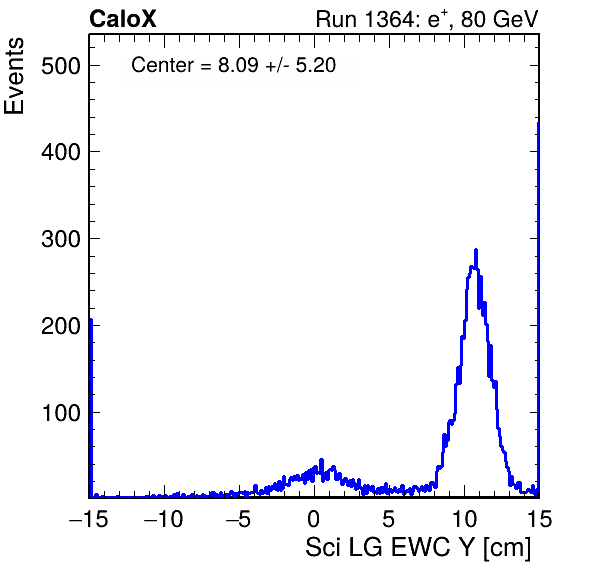 CaloX Run 1364: e⁺, 80 GeV
Center = 8.09 +/- 5.20
Events
500
400
300
200
100
−15 −10 −5 0 5 10 15
Sci LG EWC Y [cm]